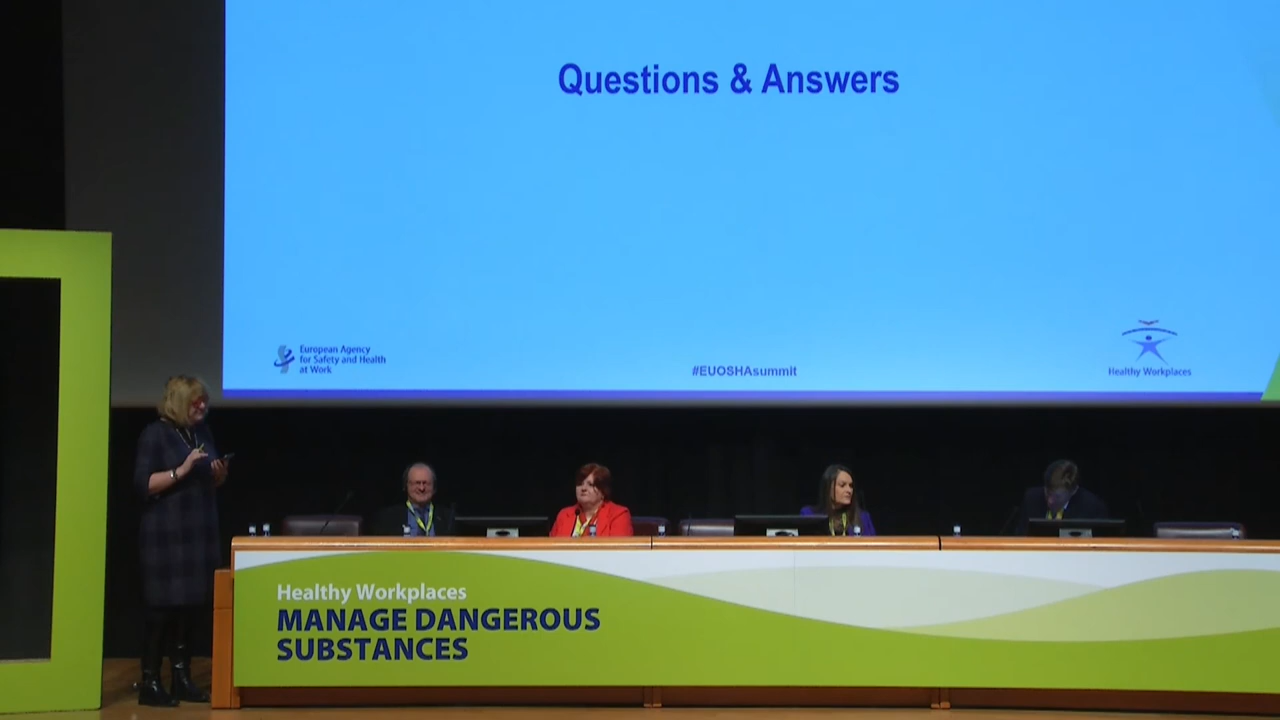 Questions & Answers
European Agency
for Safety and Health
at Work
#EUOSHAsummit
Healthy Workplaces
Healthy Workplaces
MANAGE DANGEROUS
SUBSTANCES